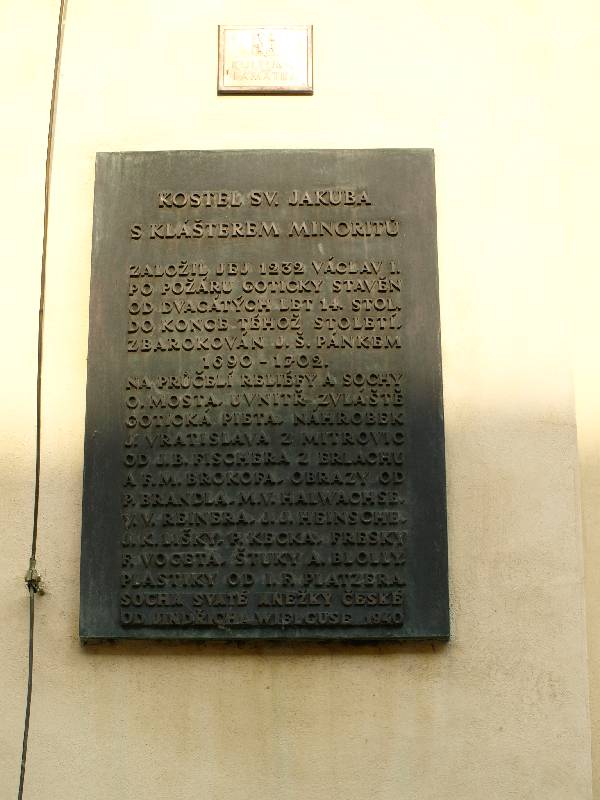 KULTURNÍ
PAMÁTKA
KOSTEL SV. JAKUBA
S KLÁŠTEREM MINORITŮ
ZALOŽIL JEJ 1232 VÁCLAV I.
PO POŽÁRU GOTICKY STAVĚN
OD DVACÁTÝCH LET 14. STOL.
DO KONCE TÉHOŽ STOLETÍ.
ZBAROKOVÁN J. Š. PÁNKEM
1690 - 1702.
NA PRŮČELÍ RELIÉFY A SOCHY
O. MOSTA. UVNITŘ ZVLÁŠTĚ
GOTICKÁ PIETA. NÁHROBEK
J. VRATISLAVA Z MITROVIC
OD J.B. FISCHERA Z ERLACHU
A F.M. BROKOFA. OBRAZY OD
P. BRANDLA. M.V. HALWACHSE.
V.V. REINERA. J.J. HEINSCHE.
J.K. LIŠKY. P. KECKA. FRESKY
F. VOGETA. ŠTUKY A. BOLLY.
PLASTIKY OD I.F. PLATZERA.
SOCHA SVATÉ ANEŽKY ČESKÉ
OD JINDŘICHA WIELGUSE 1940